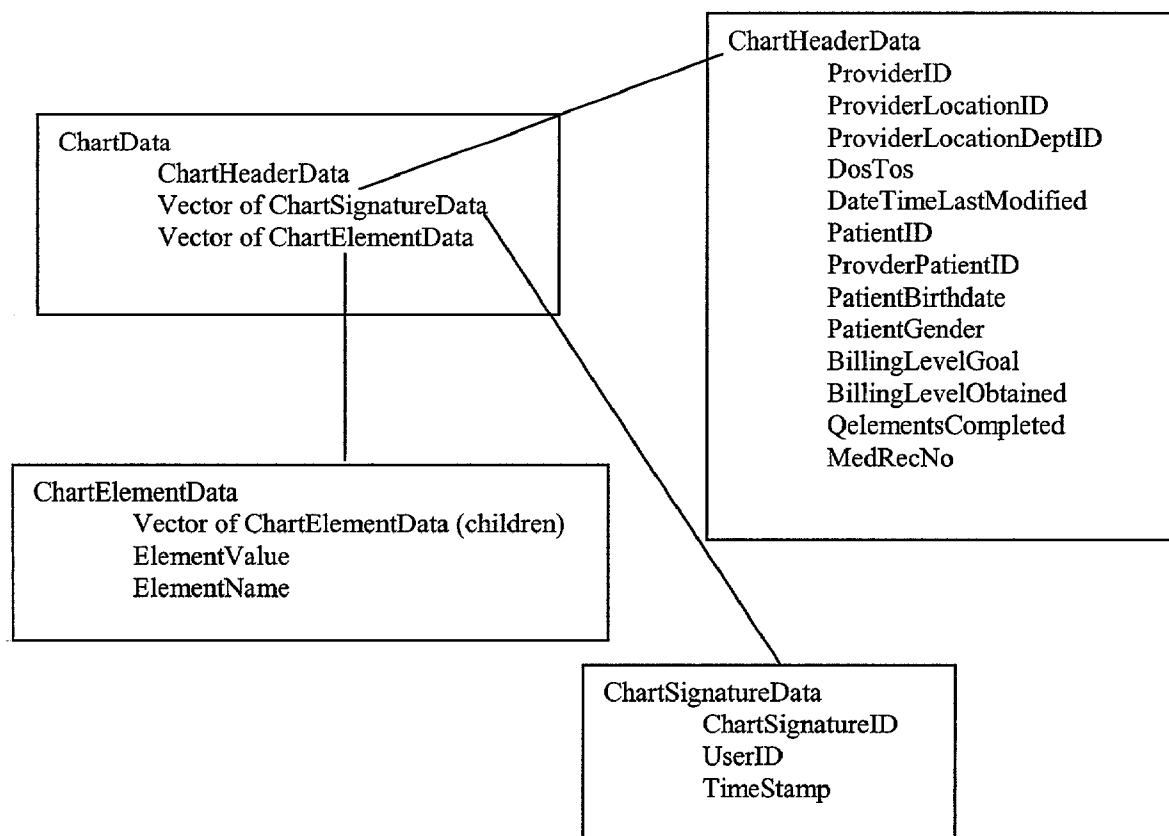 ChartHeaderData
ProviderID
ProviderLocationID
ProviderLocationDeptID
DosTos
DateTimeLastModified
PatientID
ProvderPatientID
PatientBirthdate
PatientGender
BillingLevelGoal
BillingLevelObtained
QelementsCompleted
MedRecNo
ChartData
ChartHeaderData
Vector of ChartSignatureData
Vector of ChartElementData
ChartElementData
Vector of ChartElementData (children)
ElementValue
ElementName
ChartSignatureData
ChartSignatureID
UserID
TimeStamp